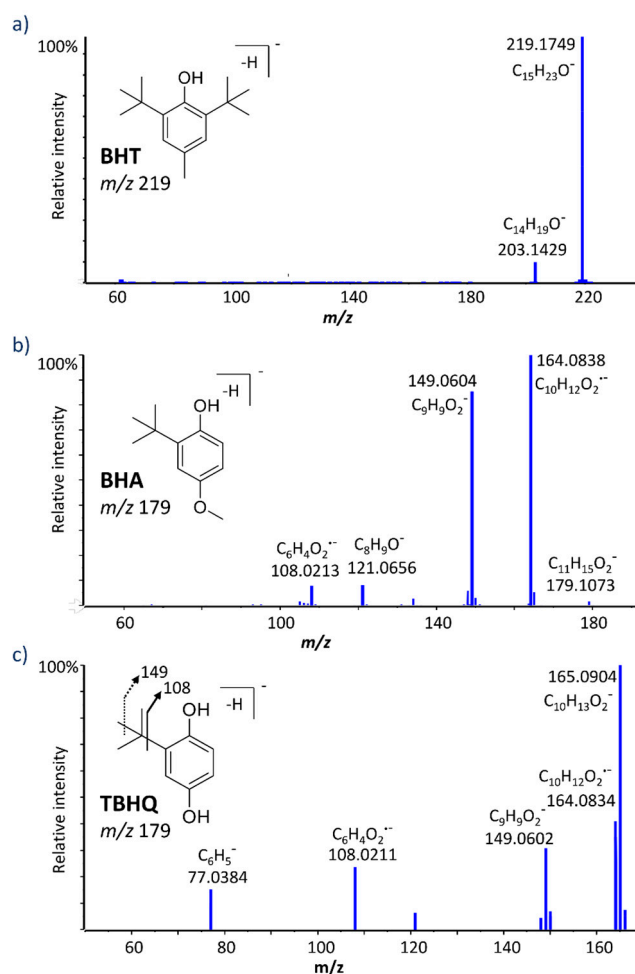 a)
100%
Relative intensity
OH
-H
-
BHT
m/z 219
219.1749
C15H23O-
C14H19O-
203.1429
60 100 140 180 220
m/z
b)
100%
Relative intensity
OH
-H
-
BHA
m/z 179
O
164.0838
C10H12O2•-
149.0604
C9H9O2-
C6H4O2•-
108.0213
C8H9O-
121.0656
C11H15O2-
179.1073
60 80 100 120 140 160 180
c)
100%
Relative intensity
149
108
OH
-H
-
TBHQ
m/z 179
OH
165.0904
C10H13O2-
C10H12O2•-
164.0834
C9H9O2-
149.0602
C6H4O2•-
108.0211
C6H5-
77.0384
60 80 100 120 140 160
m/z